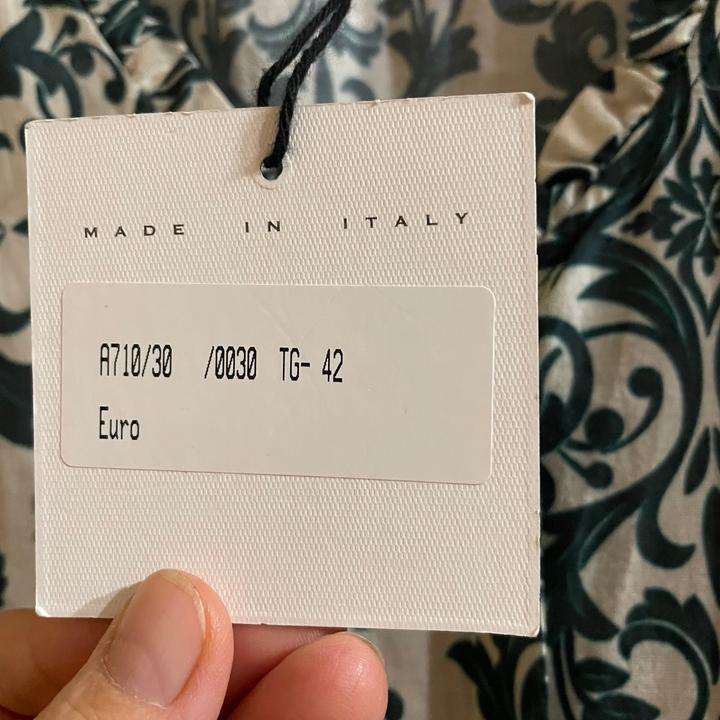 MADE IN ITALY
A710/30 /0030 TG- 42
Euro